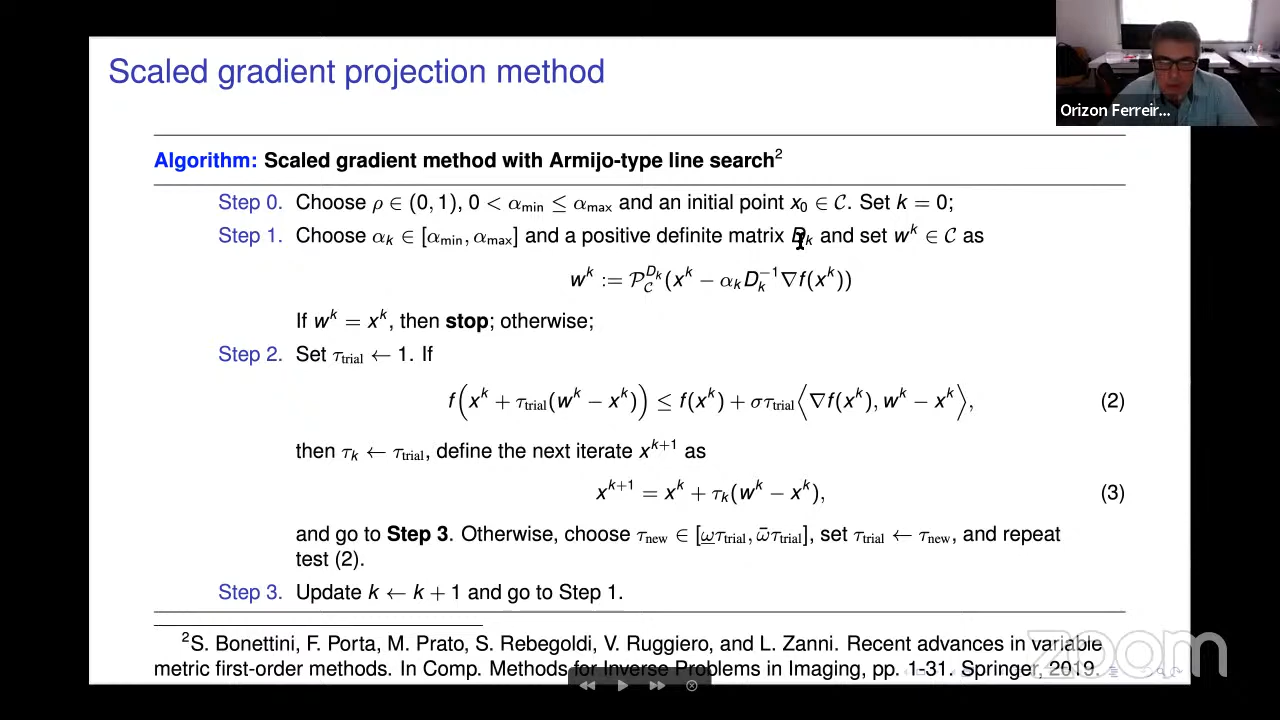 Scaled gradient projection method
Orizon Ferreir...
Algorithm: Scaled gradient method with Armijo-type line search²
Step 0. Choose ρ ∈ (0, 1), 0 < α_min ≤ α_max and an initial point x_0 ∈ C. Set k = 0;
Step 1. Choose α_k ∈ [α_min, α_max] and a positive definite matrix D_k and set w^k ∈ C as
w^k := P_C^{D_k}(x^k − α_k D_k^{−1}∇f(x^k))
If w^k = x^k, then stop; otherwise;
Step 2. Set τ_trial ← 1. If
f(x^k + τ_trial(w^k − x^k)) ≤ f(x^k) + στ_trial⟨∇f(x^k), w^k − x^k⟩, (2)
then τ_k ← τ_trial, define the next iterate x^{k+1} as
x^{k+1} = x^k + τ_k(w^k − x^k), (3)
and go to Step 3. Otherwise, choose τ_new ∈ [ω̲τ_trial, ω̄τ_trial], set τ_trial ← τ_new, and repeat
test (2).
Step 3. Update k ← k + 1 and go to Step 1.
²S. Bonettini, F. Porta, M. Prato, S. Rebegoldi, V. Ruggiero, and L. Zanni. Recent advances in variable
metric first-order methods. In Comp. Methods for Inverse Problems in Imaging, pp. 1-31. Springer, 2019.
zoom